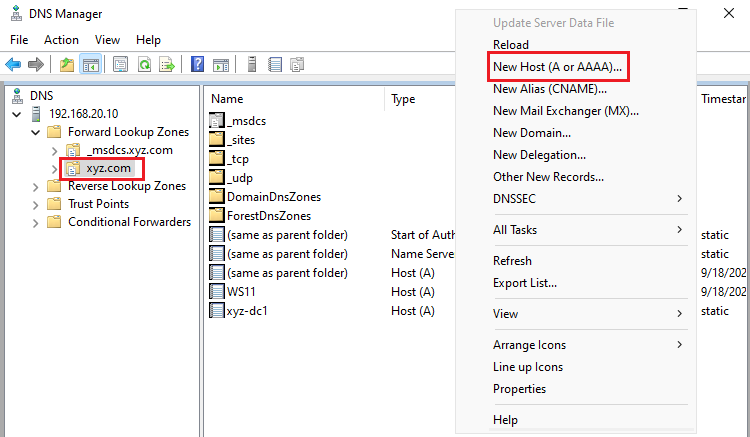 DNS Manager
File Action View Help
DNS
192.168.20.10
Forward Lookup Zones
_msdcs.xyz.com
xyz.com
Reverse Lookup Zones
Trust Points
Conditional Forwarders
Name Type Timestar
_msdcs
_sites
_tcp
_udp
DomainDnsZones
ForestDnsZones
(same as parent folder) Start of Auth static
(same as parent folder) Name Serve static
(same as parent folder) Host (A) 9/18/202
WS11 Host (A) 9/18/202
xyz-dc1 Host (A) static
Update Server Data File
Reload
New Host (A or AAAA)...
New Alias (CNAME)...
New Mail Exchanger (MX)...
New Domain...
New Delegation...
Other New Records...
DNSSEC
All Tasks
Refresh
Export List...
View
Arrange Icons
Line up Icons
Properties
Help